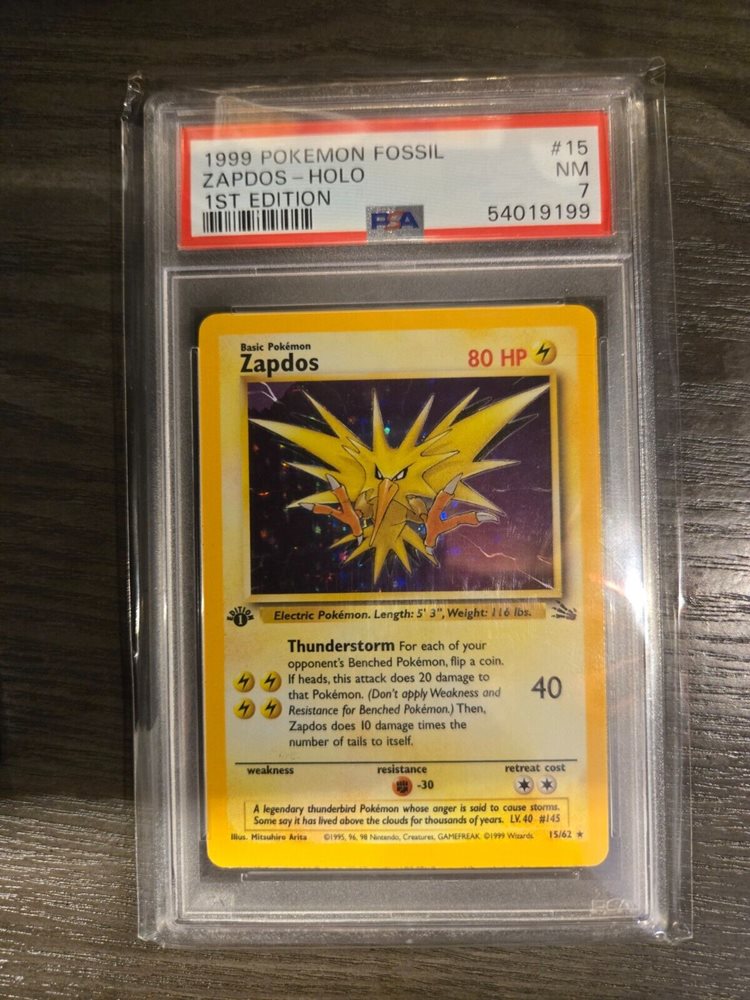 1999 POKEMON FOSSIL #15
ZAPDOS - HOLO NM
1ST EDITION 7
PSA 54019199
Basic Pokémon
Zapdos 80 HP
EDITION
1
Electric Pokémon. Length: 5' 3", Weight: 116 lbs.
Thunderstorm For each of your
opponent's Benched Pokémon, flip a coin.
If heads, this attack does 20 damage to
that Pokémon. (Don't apply Weakness and 40
Resistance for Benched Pokémon.) Then,
Zapdos does 10 damage times the
number of tails to itself.
weakness resistance retreat cost
-30
A legendary thunderbird Pokémon whose anger is said to cause storms.
Some say it has lived above the clouds for thousands of years. LV. 40 #145
Illus. Mitsuhiro Arita ©1995, 96, 98 Nintendo, Creatures, GAMEFREAK. ©1999 Wizards. 15/62 ★